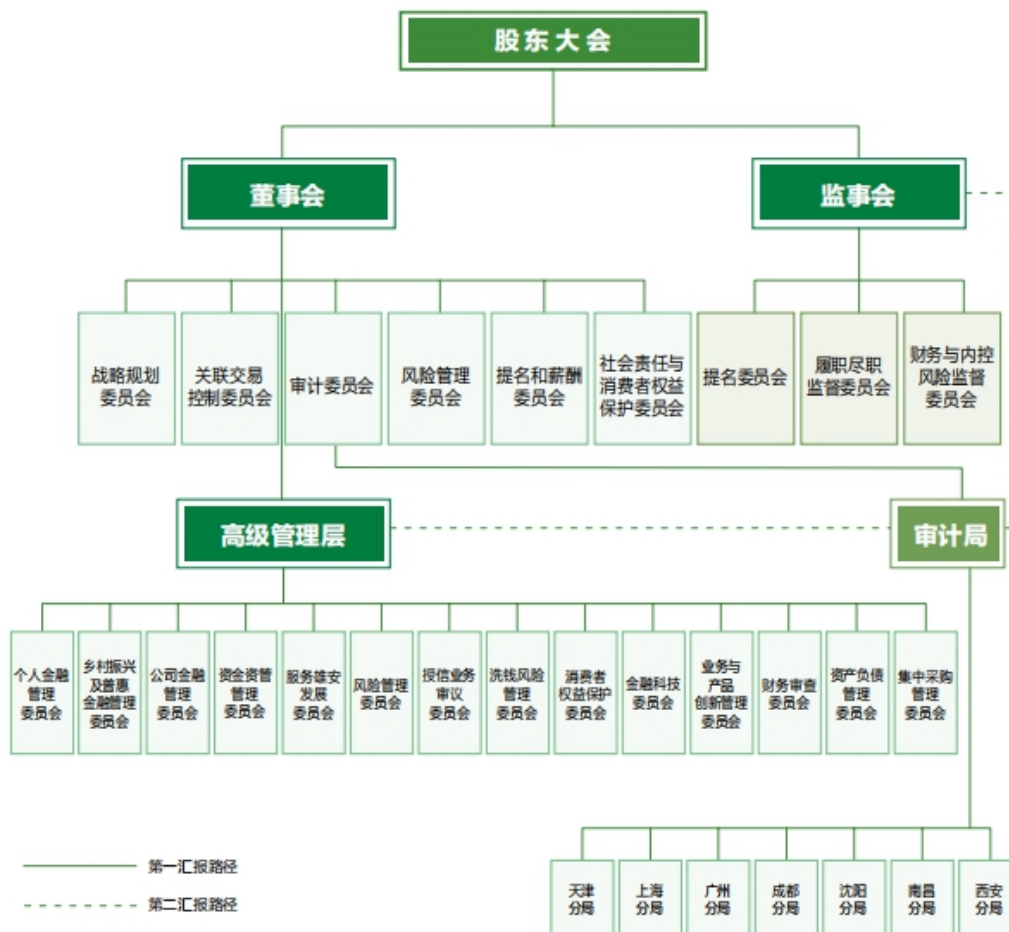 股东大会
董事会
监事会
战略规划
委员会
关联交易
控制委员会
审计委员会
风险管理
委员会
提名和薪酬
委员会
社会责任与
消费者权益
保护委员会
提名委员会
履职尽职
监督委员会
财务与内控
风险监督
委员会
高级管理层
审计局
个人金融
管理
委员会
乡村振兴
及普惠
金融管理
委员会
公司金融
管理
委员会
资金资管
管理
委员会
服务雄安
发展
委员会
风险管理
委员会
授信业务
审议
委员会
洗钱风险
管理
委员会
消费者
权益保护
委员会
金融科技
委员会
业务与
产品
创新管理
委员会
财务审查
委员会
资产负债
管理
委员会
集中采购
管理
委员会
第一汇报路径
第二汇报路径
天津
分局
上海
分局
广州
分局
成都
分局
沈阳
分局
南昌
分局
西安
分局